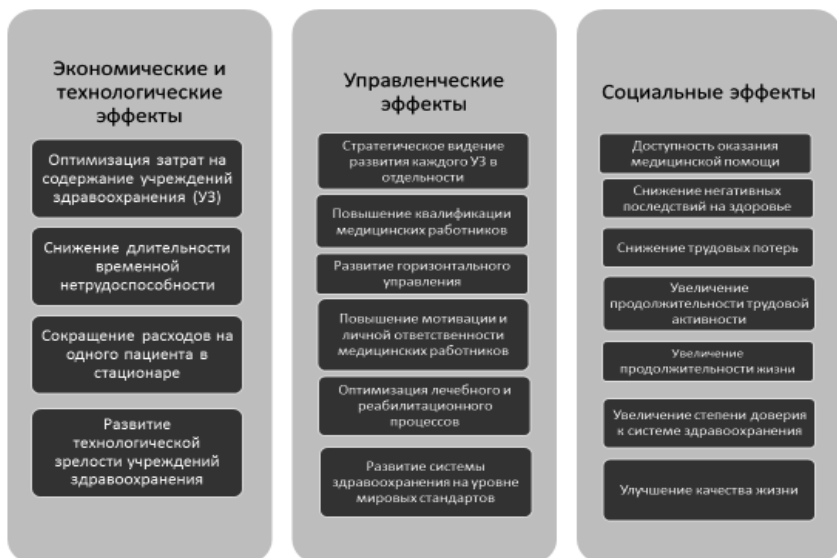 Экономические и
технологические
эффекты
Оптимизация затрат на
содержание учреждений
здравоохранения (УЗ)
Снижение длительности
временной
нетрудоспособности
Сокращение расходов на
одного пациента в
стационаре
Развитие
технологической
зрелости учреждений
здравоохранения
Управленческие
эффекты
Стратегическое видение
развития каждого УЗ в
отдельности
Повышение квалификации
медицинских работников
Развитие горизонтального
управления
Повышение мотивации и
личной ответственности
медицинских работников
Оптимизация лечебного и
реабилитационного
процессов
Развитие системы
здравоохранения на уровне
мировых стандартов
Социальные эффекты
Доступность оказания
медицинской помощи
Снижение негативных
последствий на здоровье
Снижение трудовых потерь
Увеличение
продолжительности трудовой
активности
Увеличение
продолжительности жизни
Увеличение степени доверия
к системе здравоохранения
Улучшение качества жизни